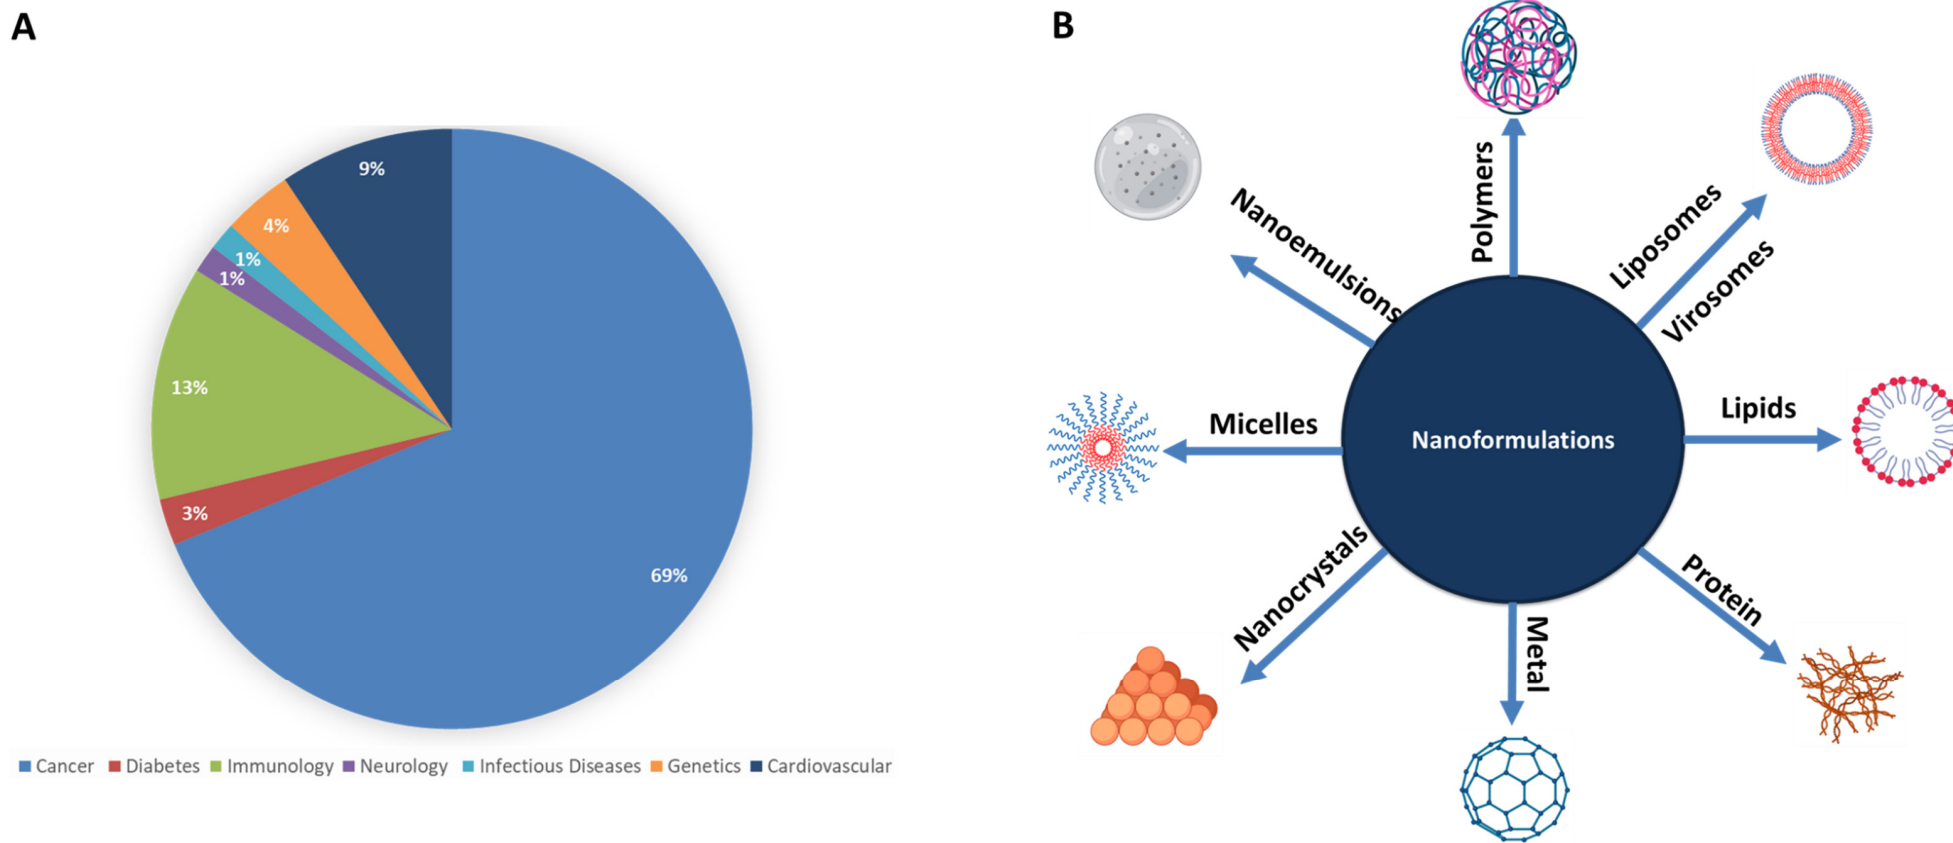 A
9%
4%
1%
1%
13%
3%
69%
Cancer Diabetes Immunology Neurology Infectious Diseases Genetics Cardiovascular
B
Polymers
Liposomes
Virosomes
Nanoemulsions
Lipids
Micelles
Nanoformulations
Nanocrystals
Protein
Metal